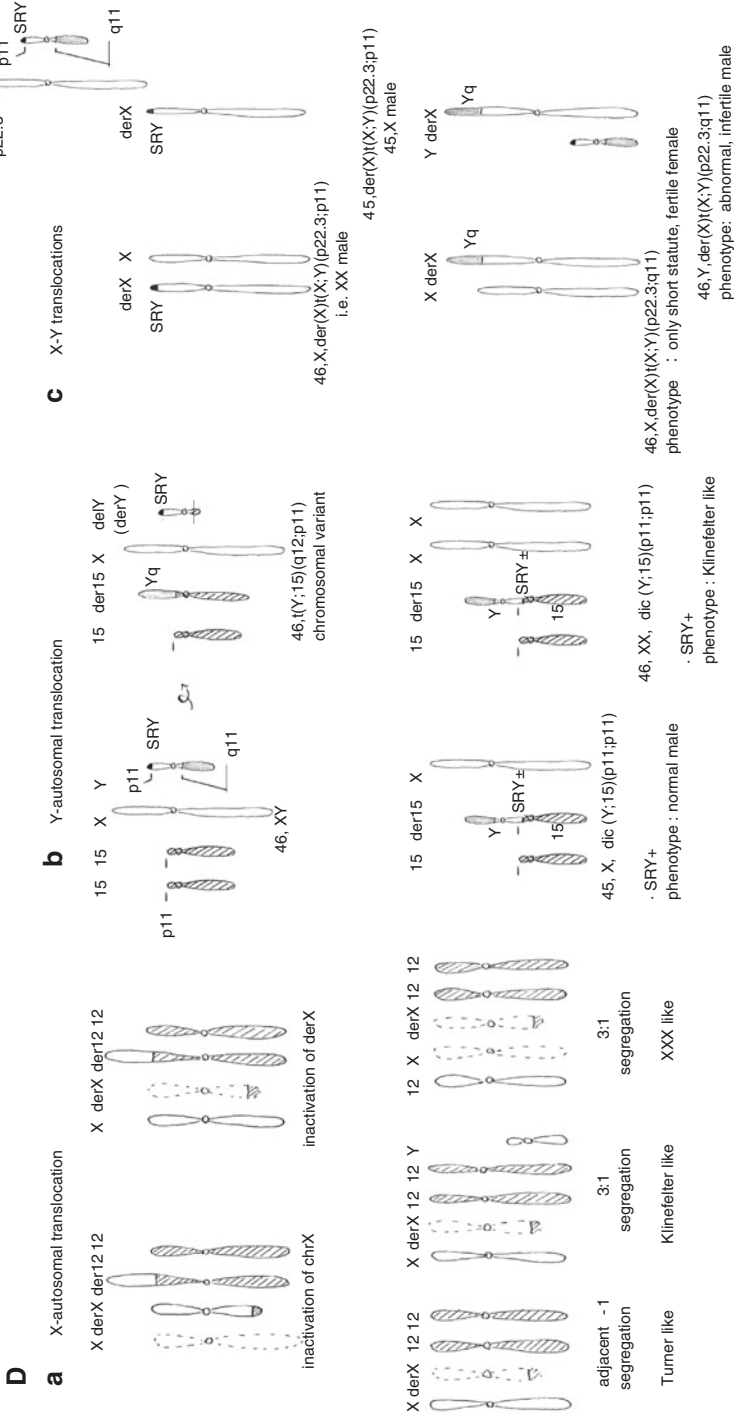 D
a
X-autosomal translocation
X derX der12 12
inactivation of chrX
X derX der12 12
inactivation of derX
X derX 12 12
adjacent - 1
segregation
Turner like
X derX 12 12 Y
3:1
segregation
Klinefelter like
12 X derX 12 12
3:1
segregation
XXX like
b
Y-autosomal translocation
15 15 X Y
p11
p11
SRY
q11
46, XY
15 der15 X delY
(derY )
Yq
SRY
46,t(Y;15)(q12;p11)
chromosomal variant
15 der15 X
Y
SRY ±
15
45, X, dic (Y;15)(p11;p11)
· SRY+
phenotype : normal male
15 der15 X X
Y
SRY ±
15
46, XX, dic (Y;15)(p11;p11)
· SRY+
phenotype : Klinefelter like
c
X-Y translocations
p11
SRY
q11
derX X
SRY
46,X,der(X)t(X;Y)(p22.3;p11)
i.e. XX male
derX
SRY
45,der(X)t(X;Y)(p22.3;p11)
45,X male
X derX
Yq
46,X,der(X)t(X;Y)(p22.3;q11)
phenotype : only short statute, fertile female
Y derX
Yq
46,Y,der(X)t(X;Y)(p22.3;q11)
phenotype: abnormal, infertile male